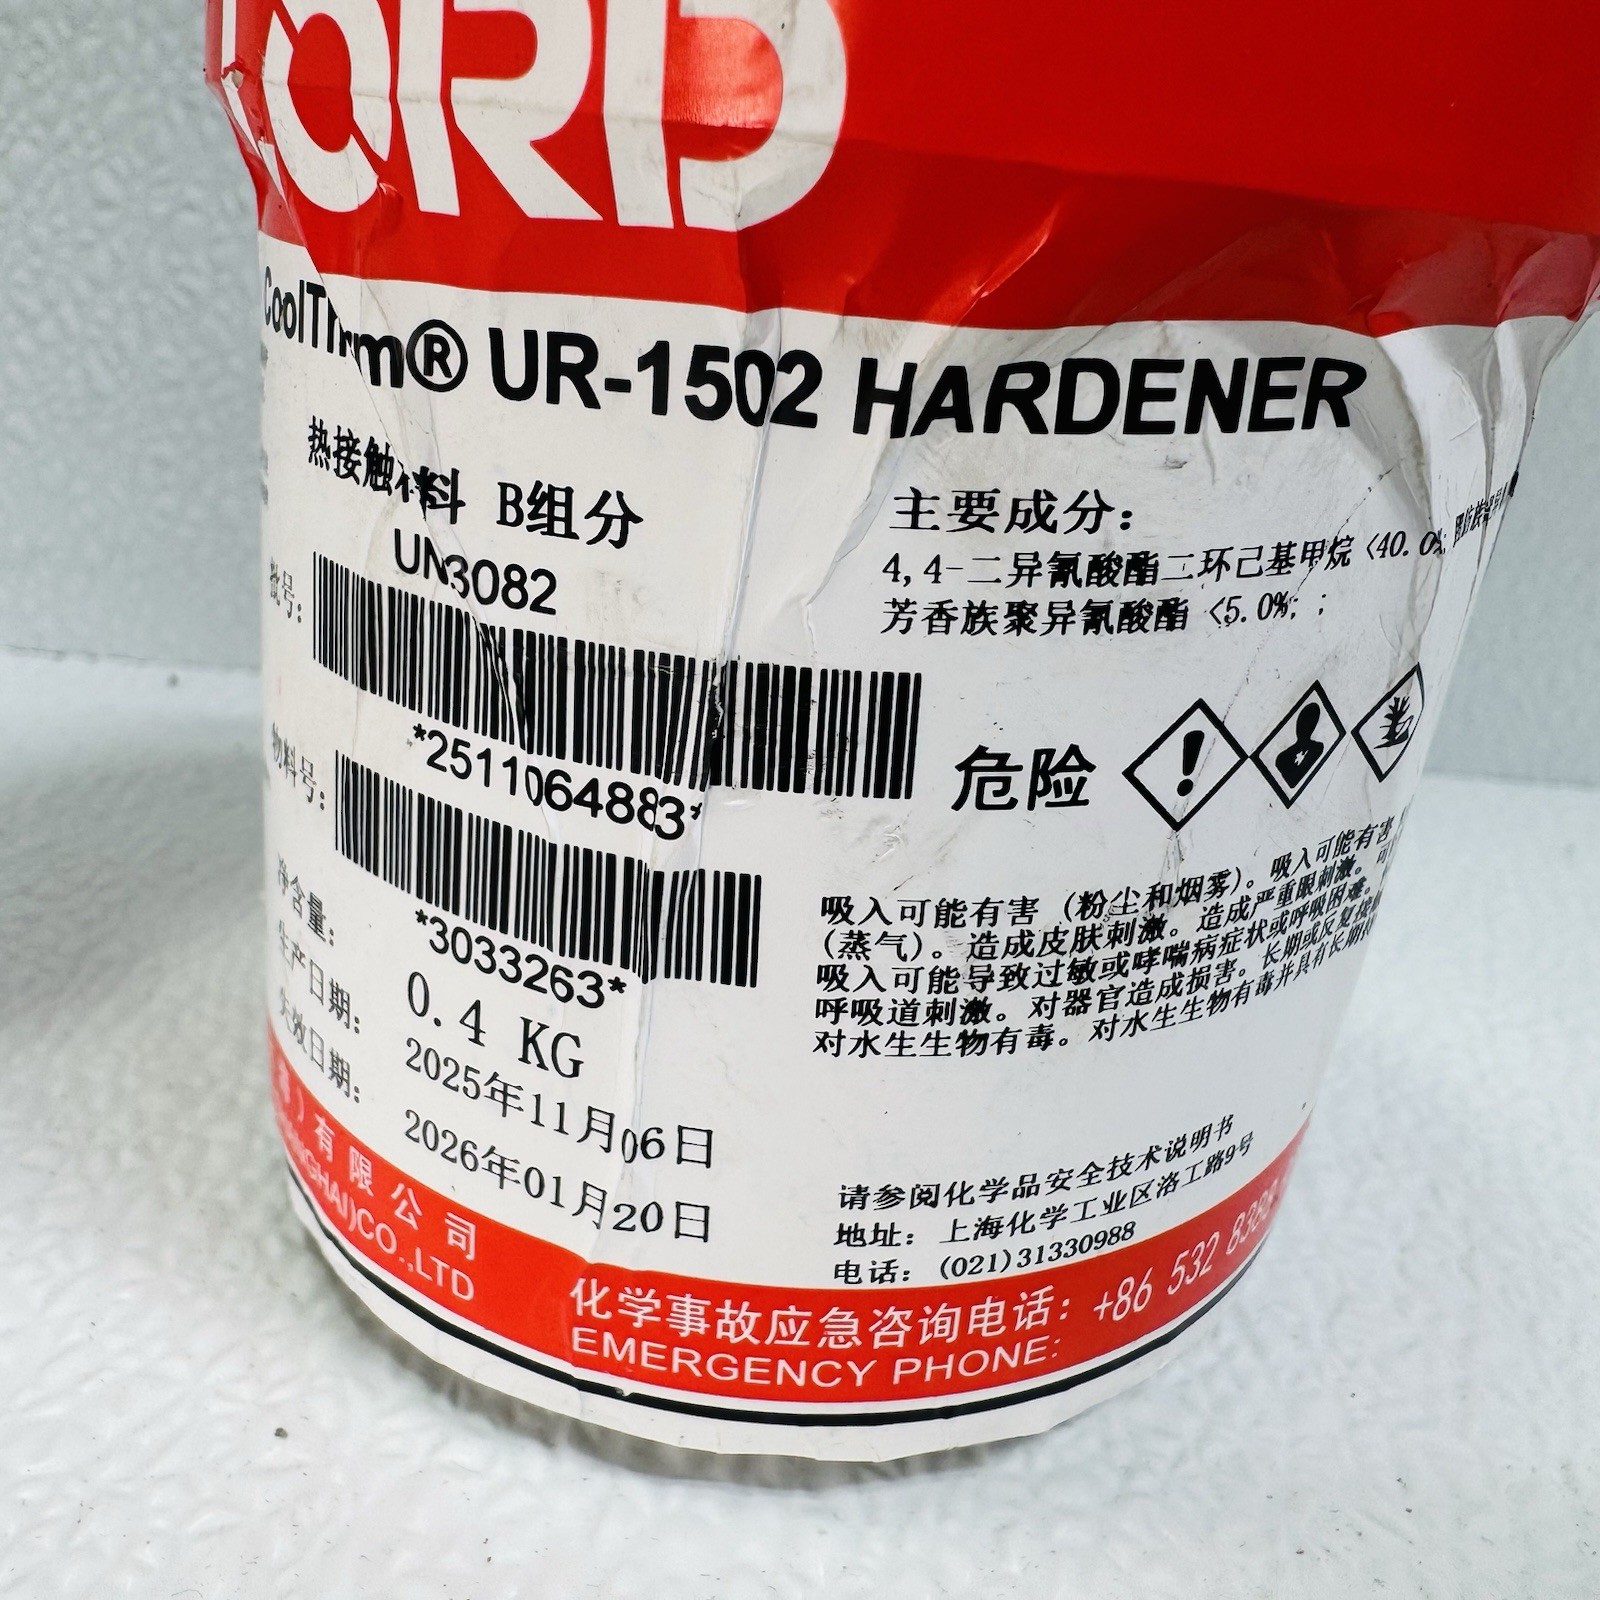 LORD
CoolTherm® UR-1502 HARDENER
热接触材料 B组分
UN3082
批号:
*2511064883*
物料号:
*3033263*
净含量: 0.4 KG
生产日期: 2025年11月06日
失效日期: 2026年01月20日
主要成分:
4,4-二异氰酸酯二环己基甲烷 <40.0%;
芳香族聚异氰酸酯 <5.0%; ;
危险
吸入可能有害 (粉尘和烟雾)。吸入可能有害
(蒸气)。造成皮肤刺激。造成严重眼刺激。可
吸入可能导致过敏或哮喘病症状或呼吸困难。
呼吸道刺激。对器官造成损害。长期或反复接触
对水生生物有毒。对水生生物有毒并具有长期持
请参阅化学品安全技术说明书
地址: 上海化学工业区洛工路9号
电话: (021)31330988
)有限公司
GHAI)CO.,LTD
化学事故应急咨询电话: +86 532 8388
EMERGENCY PHONE: